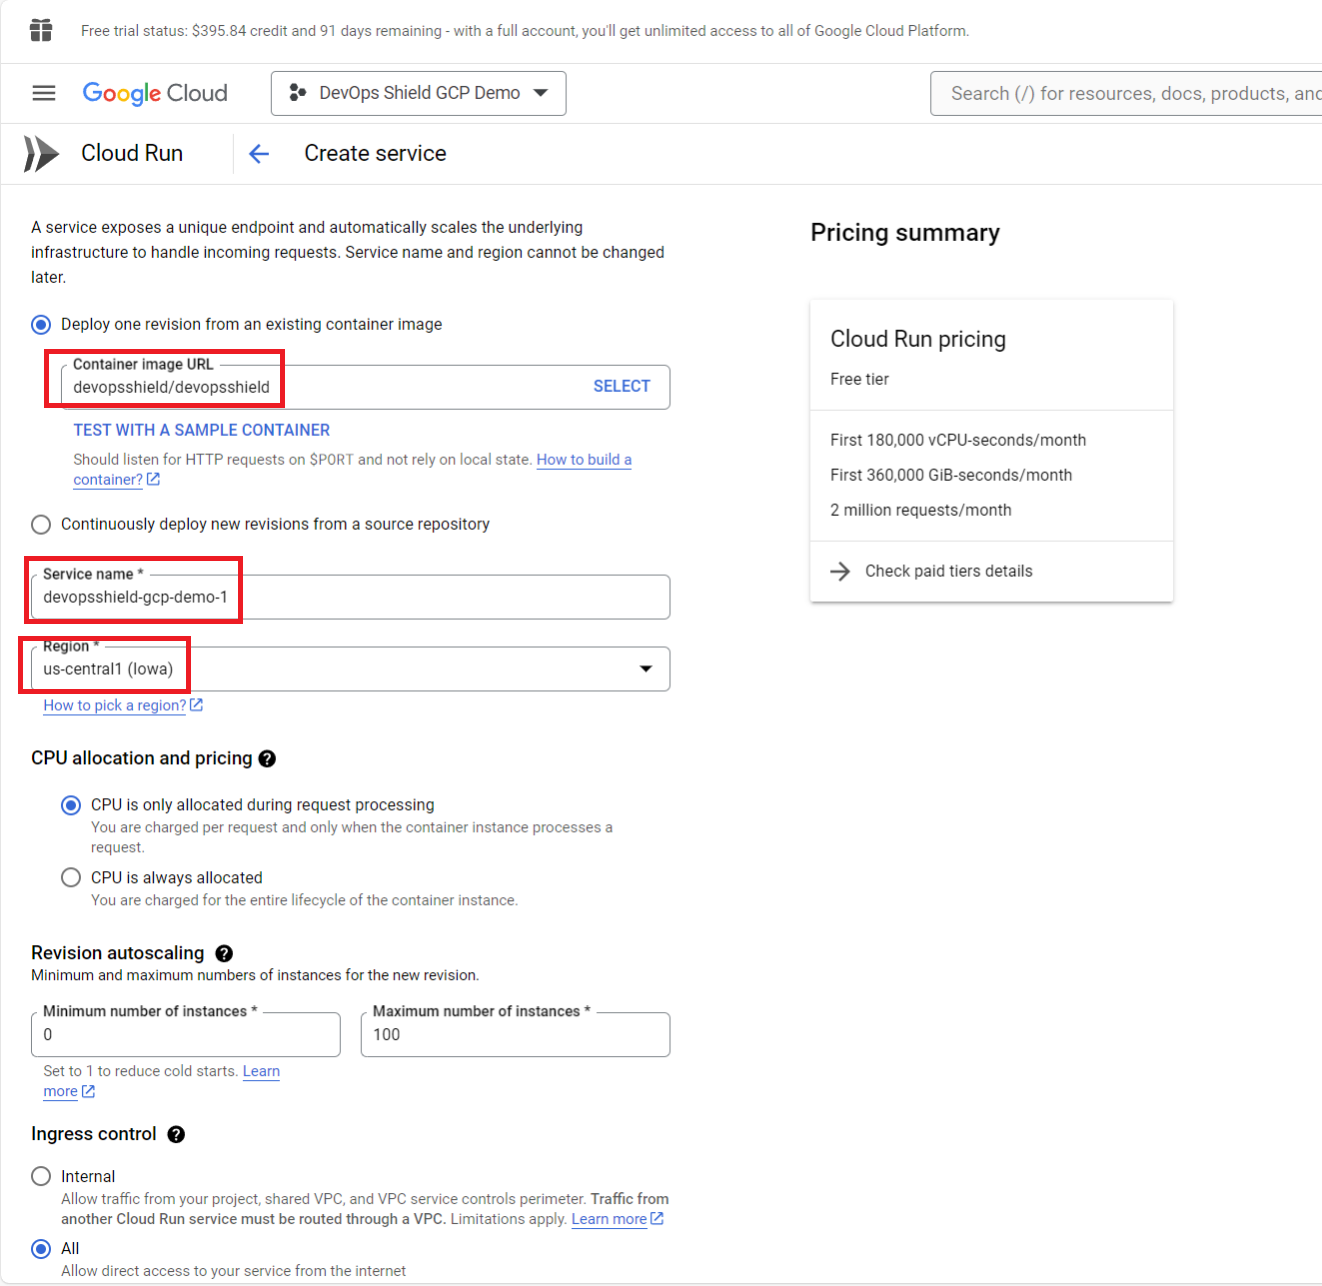 Free trial status: $395.84 credit and 91 days remaining - with a full account, you'll get unlimited access to all of Google Cloud Platform.
Google Cloud
DevOps Shield GCP Demo
Search (/) for resources, docs, products, and
Cloud Run
Create service
A service exposes a unique endpoint and automatically scales the underlying
infrastructure to handle incoming requests. Service name and region cannot be changed
later.
Deploy one revision from an existing container image
Container image URL
devopsshield/devopsshield
SELECT
TEST WITH A SAMPLE CONTAINER
Should listen for HTTP requests on $PORT and not rely on local state. How to build a
container?
Continuously deploy new revisions from a source repository
Service name *
devopsshield-gcp-demo-1
Region *
us-central1 (Iowa)
How to pick a region?
CPU allocation and pricing
CPU is only allocated during request processing
You are charged per request and only when the container instance processes a
request.
CPU is always allocated
You are charged for the entire lifecycle of the container instance.
Revision autoscaling
Minimum and maximum numbers of instances for the new revision.
Minimum number of instances *
0
Maximum number of instances *
100
Set to 1 to reduce cold starts. Learn
more
Ingress control
Internal
Allow traffic from your project, shared VPC, and VPC service controls perimeter. Traffic from
another Cloud Run service must be routed through a VPC. Limitations apply. Learn more
All
Allow direct access to your service from the internet
Pricing summary
Cloud Run pricing
Free tier
First 180,000 vCPU-seconds/month
First 360,000 GiB-seconds/month
2 million requests/month
Check paid tiers details